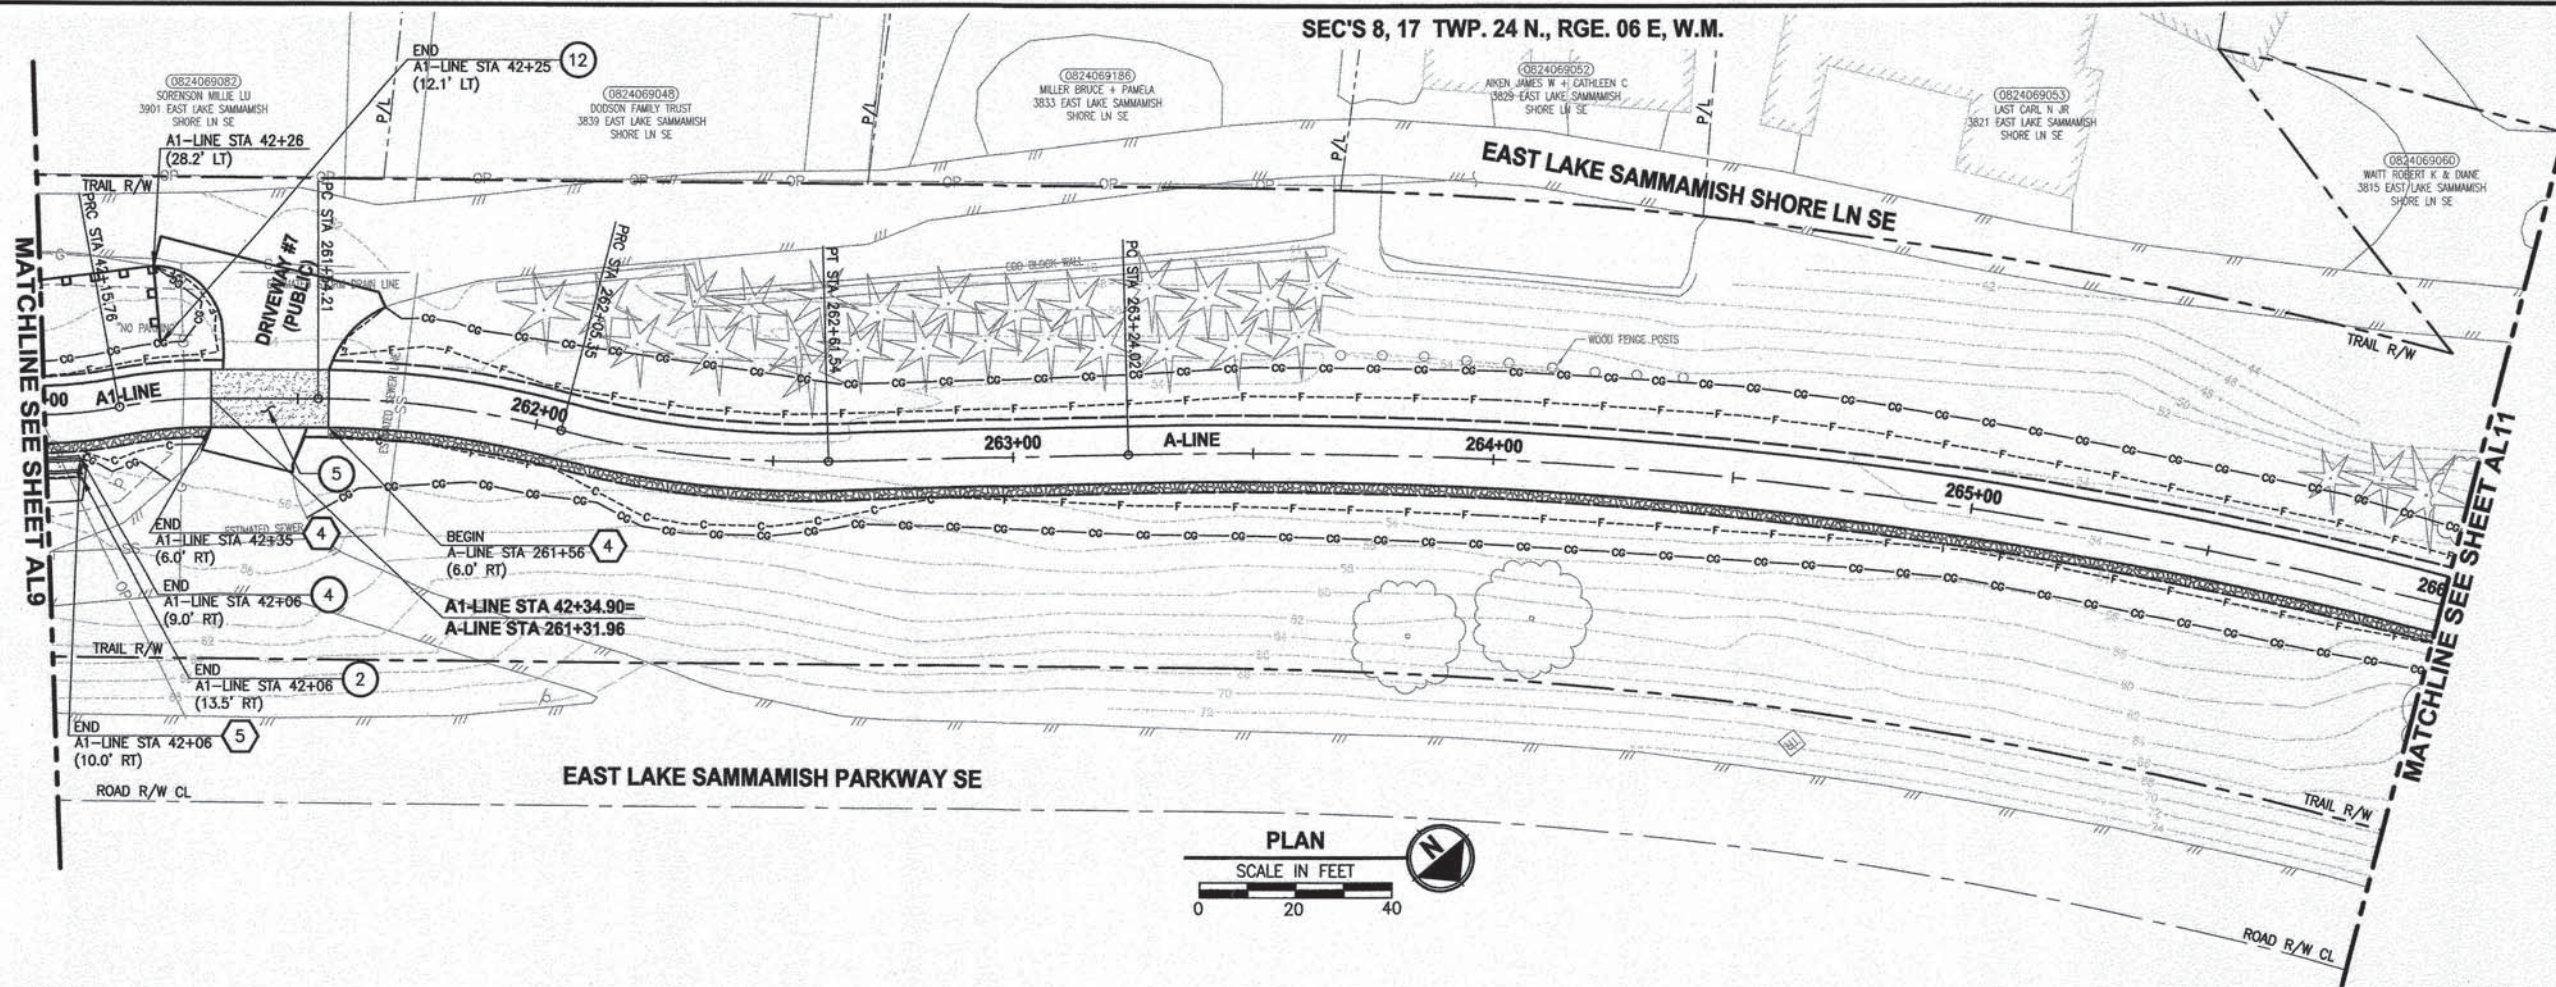 SEC'S 8, 17 TWP. 24 N., RGE. 06 E, W.M.
END
A1-LINE STA 42+25
(12.1' LT)
12
0824069082
SORENSON MILLIE LU
3901 EAST LAKE SAMMAMISH
SHORE LN SE
A1-LINE STA 42+26
(28.2' LT)
P/L
0824069048
DODSON FAMILY TRUST
3839 EAST LAKE SAMMAMISH
SHORE LN SE
P/L
0824069186
MILLER BRUCE + PAMELA
3833 EAST LAKE SAMMAMISH
SHORE LN SE
P/L
0824069052
AIKEN JAMES W + CATHLEEN C
3829 EAST LAKE SAMMAMISH
SHORE LN SE
P/L
0824069053
LAST CARL N JR
3821 EAST LAKE SAMMAMISH
SHORE LN SE
0824069060
WAITT ROBERT K & DIANE
3815 EAST LAKE SAMMAMISH
SHORE LN SE
EAST LAKE SAMMAMISH SHORE LN SE
TRAIL R/W
TRAIL R/W
MATCHLINE SEE SHEET AL9
PRC STA 42+15.76
DRIVEWAY #7
(PUBLIC)
PRC STA 262+05.35
PT STA 262+61.54
PC STA 263+24.02
ECO BLOCK WALL
WOOD FENCE POSTS
"NO PARKING
ESTIMATED SEWER LINE
+00
A1-LINE
262+00
263+00
A-LINE
264+00
265+00
266
MATCHLINE SEE SHEET AL11
5
END
A1-LINE STA 42+35
(6.0' RT)
4
ESTIMATED SEWER
BEGIN
A-LINE STA 261+56
(6.0' RT)
4
END
A1-LINE STA 42+06
(9.0' RT)
4
A1-LINE STA 42+34.90=
A-LINE STA 261+31.96
TRAIL R/W
END
A1-LINE STA 42+06
(13.5' RT)
2
END
A1-LINE STA 42+06
(10.0' RT)
5
EAST LAKE SAMMAMISH PARKWAY SE
ROAD R/W CL
TRAIL R/W
ROAD R/W CL
PLAN
SCALE IN FEET
0 20 40
N